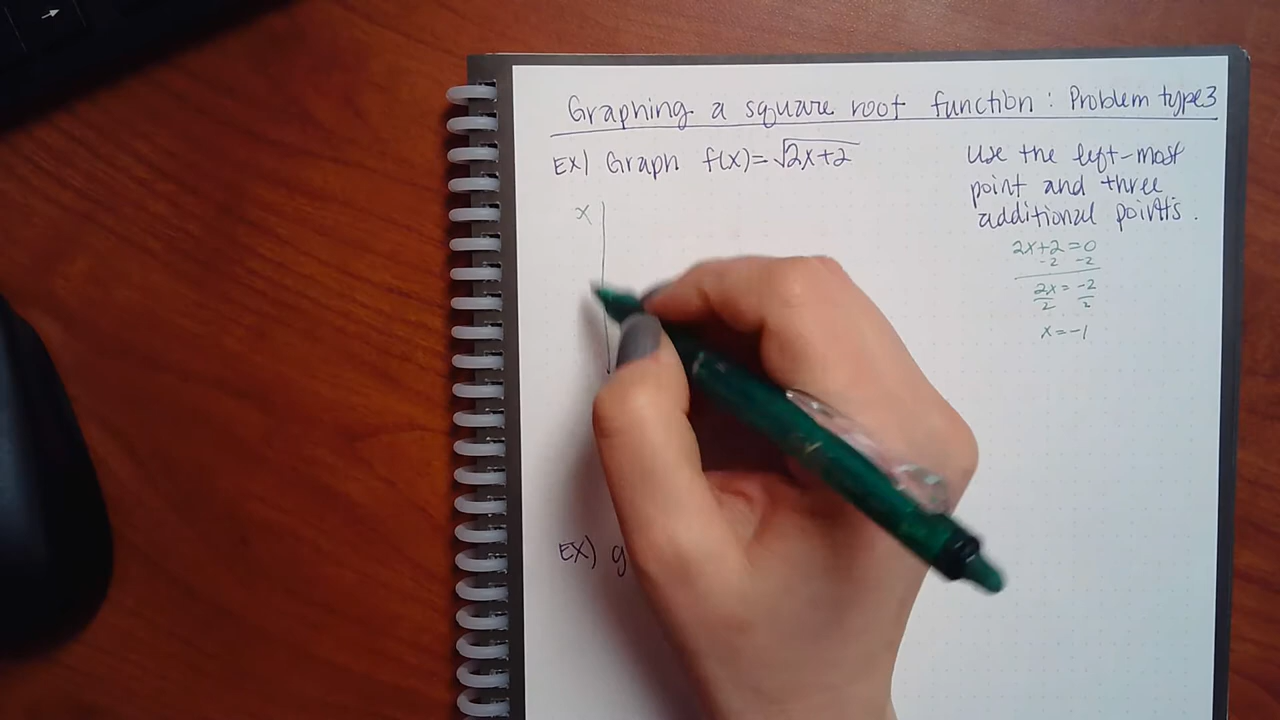 Graphing a square root function: Problem type 3
EX) Graph f(x)=√2x+2
Use the left-most
point and three
additional points.
2x+2=0
-2 -2
2x = -2
2 2
x=-1
x
EX) g